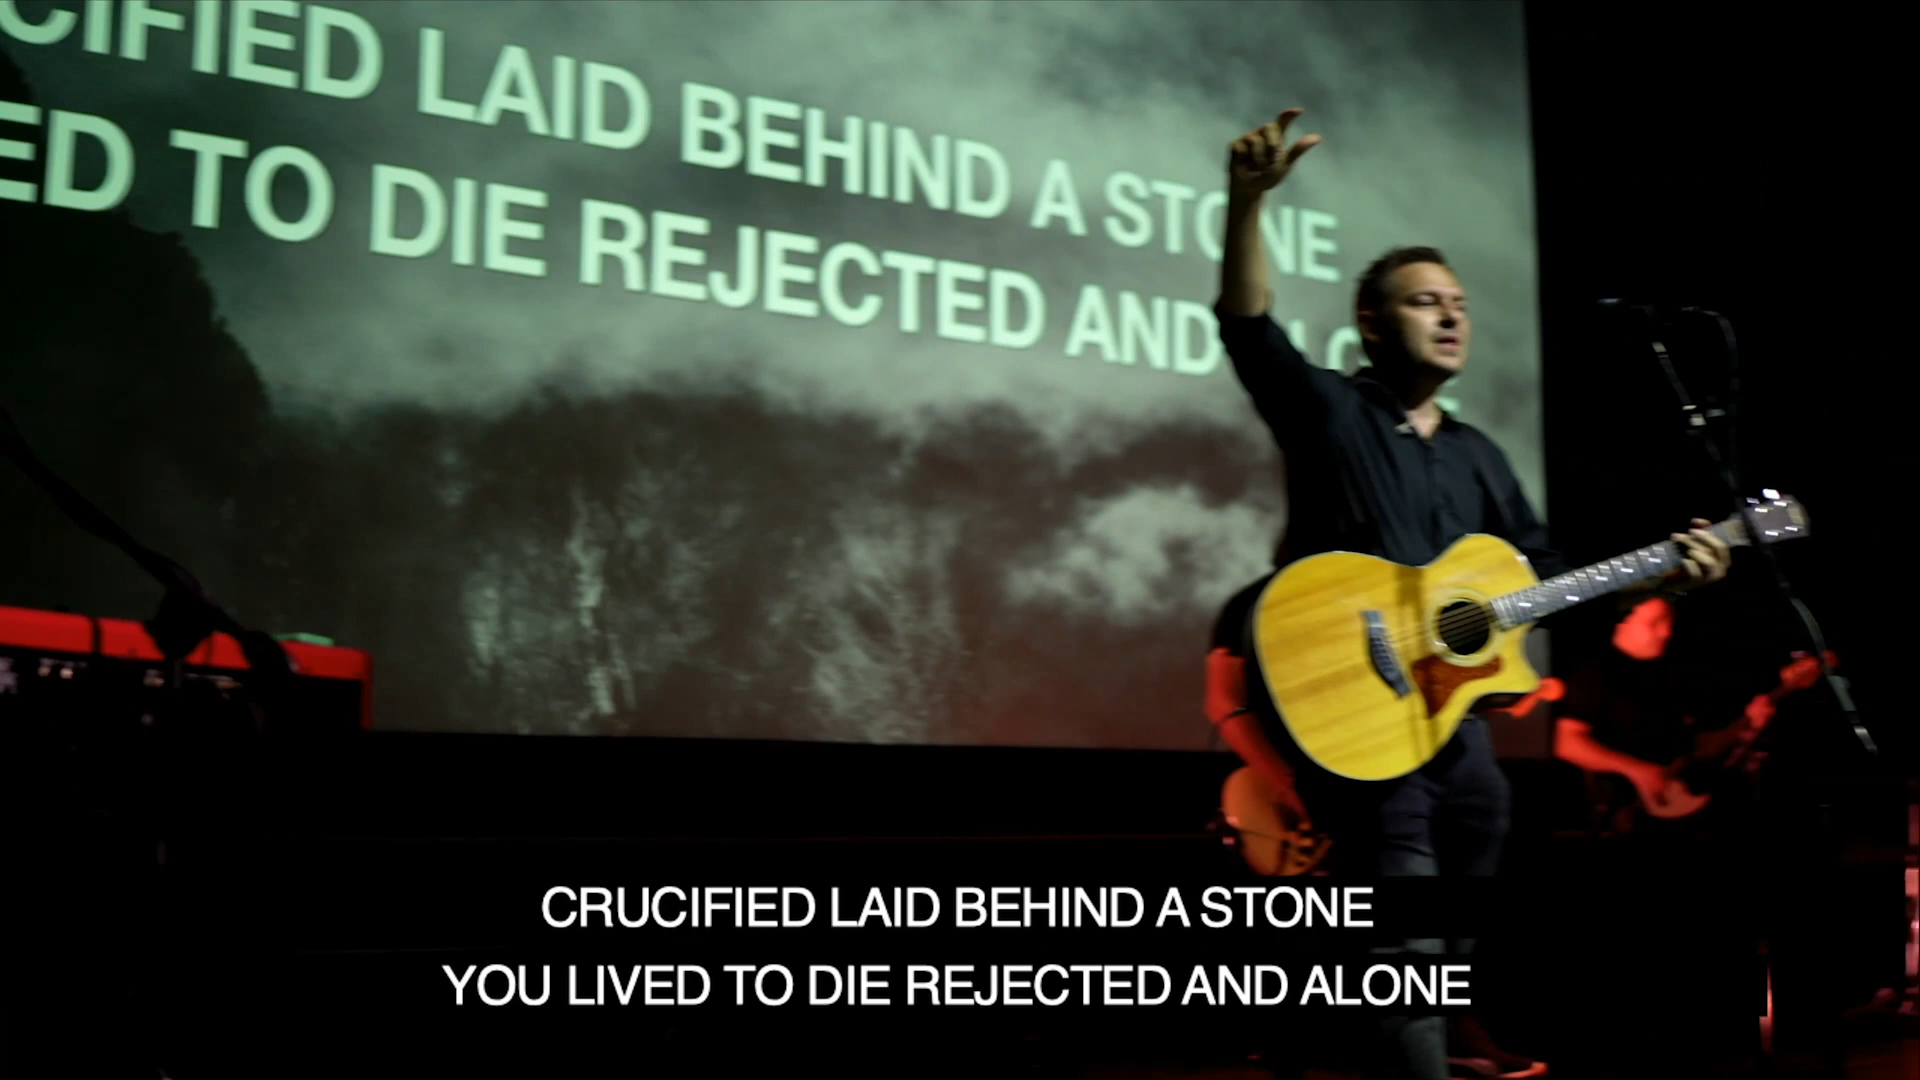 CIFIED LAID BEHIND A STONE
ED TO DIE REJECTED AND
CRUCIFIED LAID BEHIND A STONE
YOU LIVED TO DIE REJECTED AND ALONE